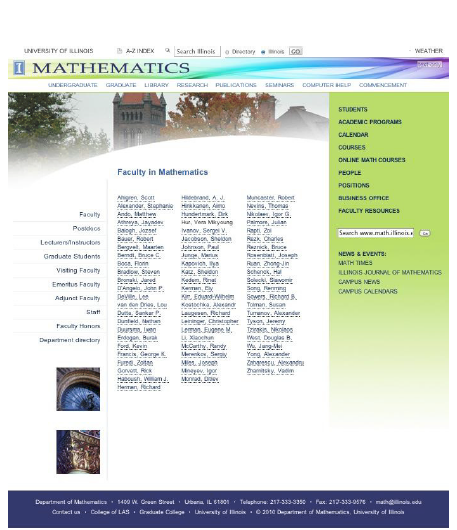 UNIVERSITY OF ILLINOIS
A-Z INDEX
Search Illinois
Directory
Illinois
GO
WEATHER
I MATHEMATICS
UNDERGRADUATE GRADUATE LIBRARY RESEARCH PUBLICATIONS SEMINARS COMPUTER HELP COMMENCEMENT
Faculty in Mathematics
Faculty
Postdocs
Lecturers/Instructors
Graduate Students
Visiting Faculty
Emeritus Faculty
Adjunct Faculty
Staff
Faculty Honors
Department directory
Ahlgren, Scott
Alexander, Stephanie
Ando, Matthew
Athreya, Jayadev
Balogh, Jozsef
Bauer, Robert
Bergvelt, Maarten
Berndt, Bruce C.
Boca, Florin
Bradlow, Steven
Bronski, Jared
D'Angelo, John P.
DeVille, Lee
van den Dries, Lou
Dutta, Sankar P.
Dunfield, Nathan
Duursma, Iwan
Erdogan, Burak
Ford, Kevin
Francis, George K.
Furedi, Zoltan
Gorvett, Rick
Haboush, William J.
Hernen, Richard
Hildebrand, A. J.
Hinkkanen, Aimo
Hundertmark, Dirk
Hur, Vera Mikyoung
Ivanov, Sergei V.
Jacobson, Sheldon
Johnson, Paul
Junge, Marius
Kapovich, Ilya
Katz, Sheldon
Kedem, Rinat
Kerman, Ely
Kirr, Eduard-Wilhelm
Kostochka, Alexandr
Laugesen, Richard
Leininger, Christopher
Lerman, Eugene M.
Li, Xiaochun
McCarthy, Randy
Merenkov, Sergiy
Miles, Joseph
Mineyev, Igor
Monrad, Ditlev
Muncaster, Robert
Nevins, Thomas
Nikolaev, Igor G.
Palmore, Julian
Rapti, Zoi
Rezk, Charles
Reznick, Bruce
Rosenblatt, Joseph
Ruan, Zhong-Jin
Schenck, Hal
Solecki, Slawomir
Song, Renming
Sowers, Richard B.
Tolman, Susan
Tumanov, Alexander
Tyson, Jeremy
Tzirakis, Nikolaos
West, Douglas B.
Wu, Jang-Mei
Yong, Alexander
Zaharescu, Alexandru
Zharnitsky, Vadim
STUDENTS
ACADEMIC PROGRAMS
CALENDAR
COURSES
ONLINE MATH COURSES
PEOPLE
POSITIONS
BUSINESS OFFICE
FACULTY RESOURCES
Search www.math.illinois.e
Go
NEWS & EVENTS:
MATH TIMES
ILLINOIS JOURNAL OF MATHEMATICS
CAMPUS NEWS
CAMPUS CALENDARS
Department of Mathematics • 1409 W. Green Street • Urbana, IL 61801 • Telephone: 217-333-3350 • Fax: 217-333-9576 • math@illinois.edu
Contact us • College of LAS • Graduate College • University of Illinois • © 2010 Department of Mathematics, University of Illinois